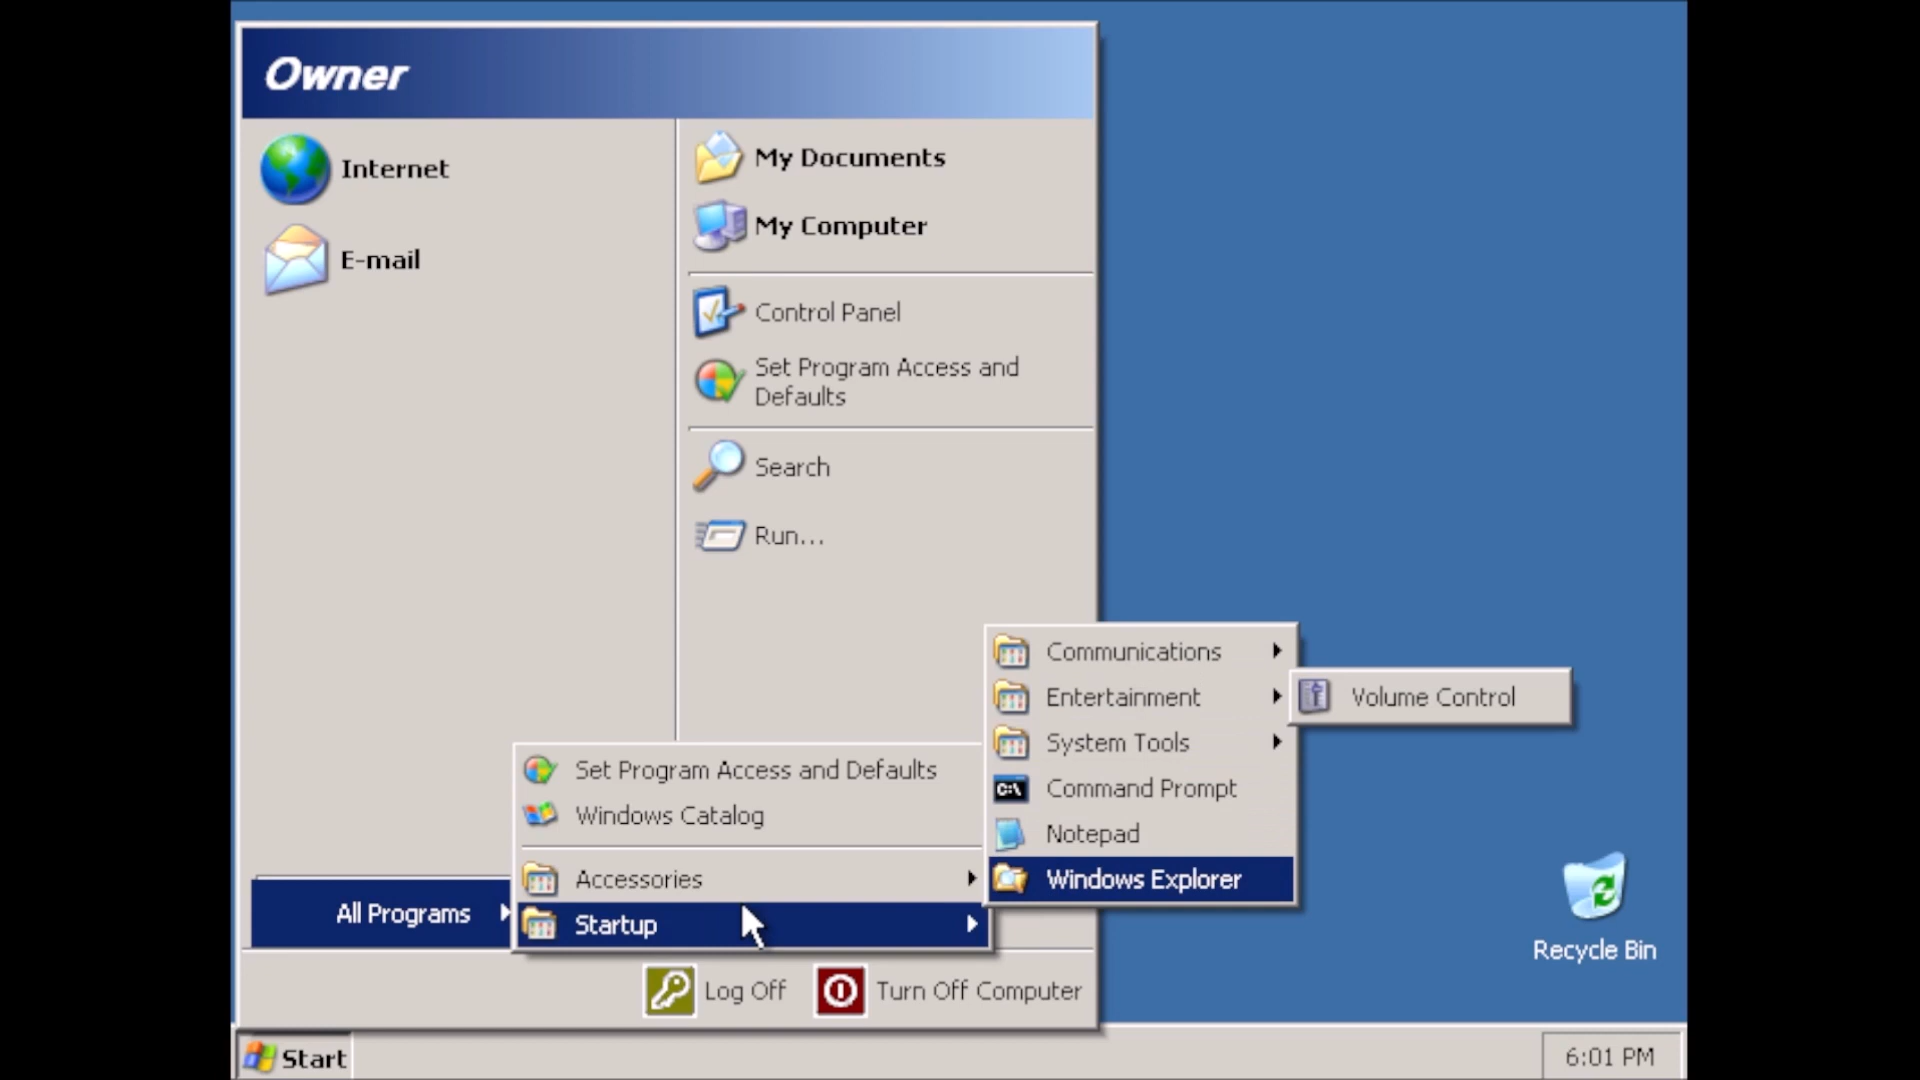 Owner
Internet
E-mail
My Documents
My Computer
Control Panel
Set Program Access and
Defaults
Search
Run...
Communications
Entertainment
System Tools
Command Prompt
Notepad
Windows Explorer
Volume Control
Set Program Access and Defaults
Windows Catalog
Accessories
Startup
All Programs
Log Off
Turn Off Computer
Recycle Bin
Start
6:01 PM
C:\